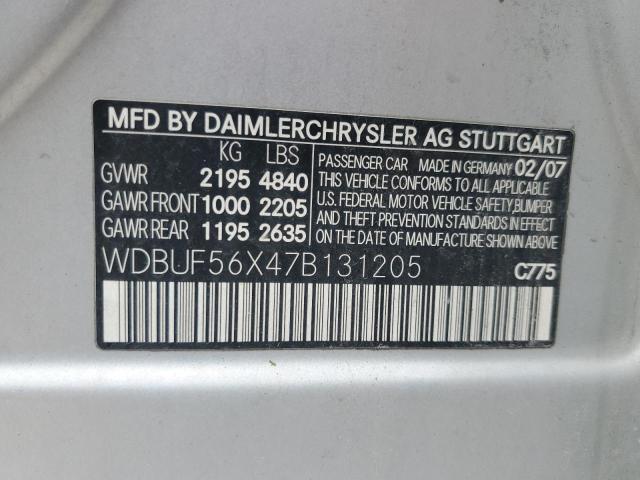 MFD BY DAIMLERCHRYSLER AG STUTTGART
KG LBS
GVWR 2195 4840
GAWR FRONT 1000 2205
GAWR REAR 1195 2635
PASSENGER CAR MADE IN GERMANY 02/07
THIS VEHICLE CONFORMS TO ALL APPLICABLE
U.S. FEDERAL MOTOR VEHICLE SAFETY, BUMPER
AND THEFT PREVENTION STANDARDS IN EFFECT
ON THE DATE OF MANUFACTURE SHOWN ABOVE
WDBUF56X47B131205
C775